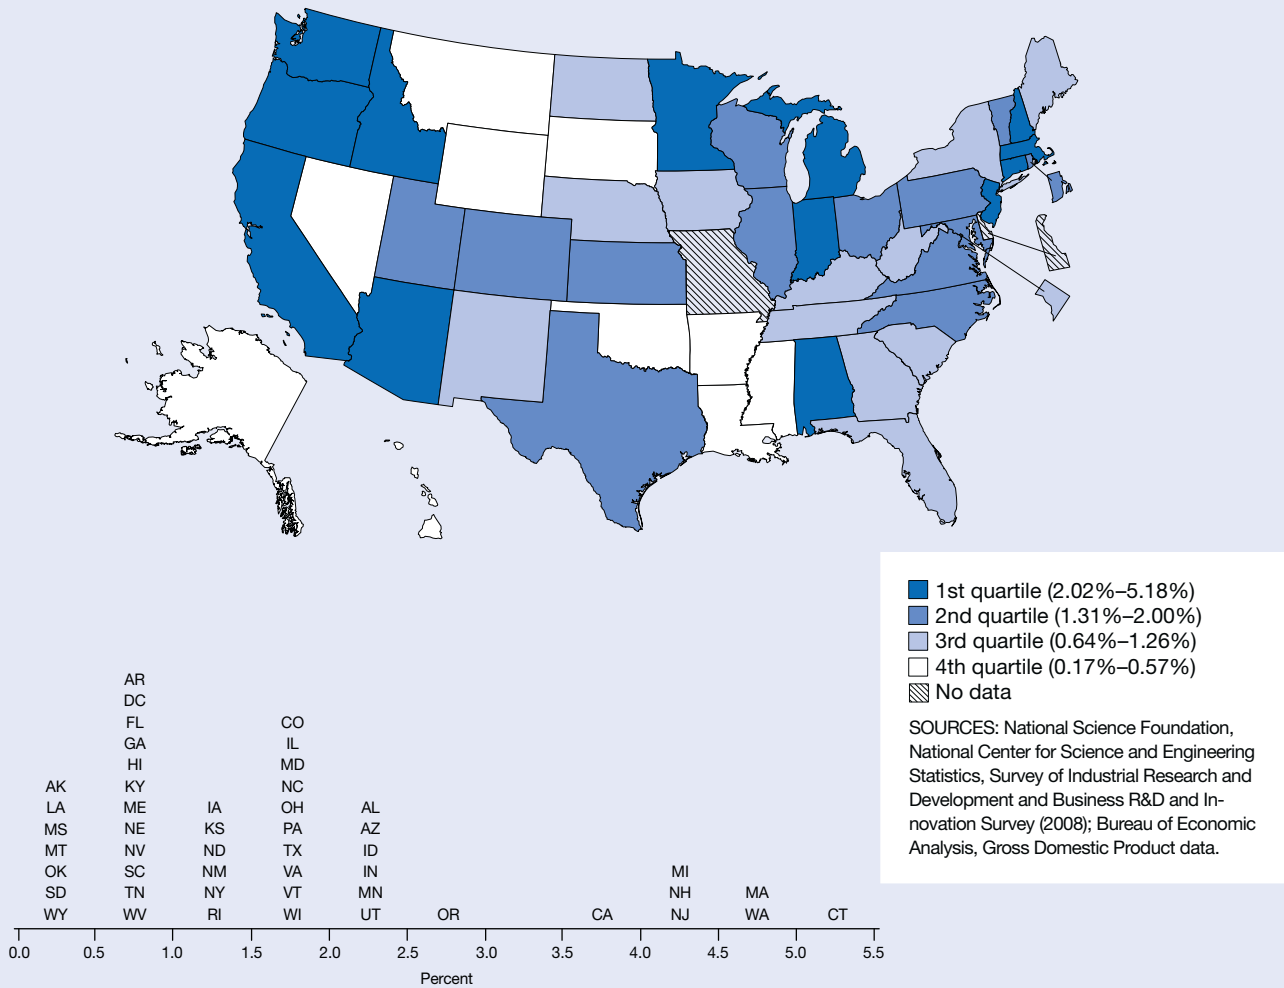 1st quartile (2.02%–5.18%)
2nd quartile (1.31%–2.00%)
3rd quartile (0.64%–1.26%)
4th quartile (0.17%–0.57%)
No data
SOURCES: National Science Foundation,
National Center for Science and Engineering
Statistics, Survey of Industrial Research and
Development and Business R&D and In-
novation Survey (2008); Bureau of Economic
Analysis, Gross Domestic Product data.
AR
DC
FL CO
GA IL
HI MD
AK KY NC
LA ME IA OH AL
MS NE KS PA AZ
MT NV ND TX ID
OK SC NM VA IN MI
SD TN NY VT MN NH MA
WY WV RI WI UT OR CA NJ WA CT
0.0 0.5 1.0 1.5 2.0 2.5 3.0 3.5 4.0 4.5 5.0 5.5
Percent